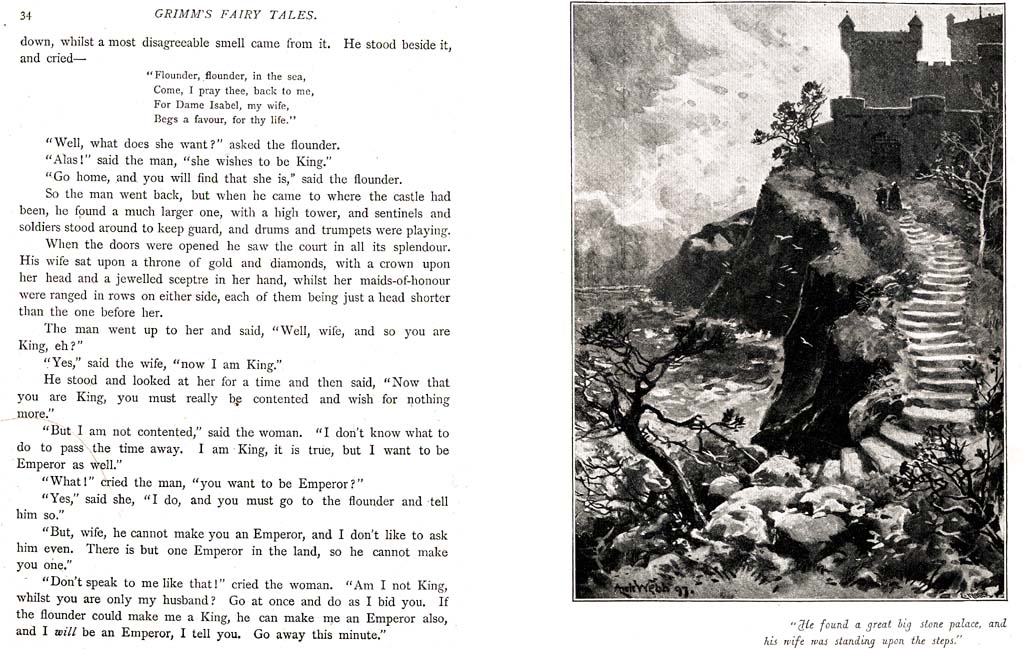 34
GRIMM'S FAIRY TALES.
down, whilst a most disagreeable smell came from it. He stood beside it,
and cried—
"Flounder, flounder, in the sea,
Come, I pray thee, back to me,
For Dame Isabel, my wife,
Begs a favour, for thy life."
"Well, what does she want?" asked the flounder.
"Alas!" said the man, "she wishes to be King."
"Go home, and you will find that she is," said the flounder.
So the man went back, but when he came to where the castle had
been, he found a much larger one, with a high tower, and sentinels and
soldiers stood around to keep guard, and drums and trumpets were playing.
When the doors were opened he saw the court in all its splendour.
His wife sat upon a throne of gold and diamonds, with a crown upon
her head and a jewelled sceptre in her hand, whilst her maids-of-honour
were ranged in rows on either side, each of them being just a head shorter
than the one before her.
The man went up to her and said, "Well, wife, and so you are
King, eh?"
"Yes," said the wife, "now I am King."
He stood and looked at her for a time and then said, "Now that
you are King, you must really be contented and wish for nothing
more."
"But I am not contented," said the woman. "I don't know what to
do to pass the time away. I am King, it is true, but I want to be
Emperor as well."
"What!" cried the man, "you want to be Emperor?"
"Yes," said she, "I do, and you must go to the flounder and tell
him so."
"But, wife, he cannot make you an Emperor, and I don't like to ask
him even. There is but one Emperor in the land, so he cannot make
you one."
"Don't speak to me like that!" cried the woman. "Am I not King,
whilst you are only my husband? Go at once and do as I bid you. If
the flounder could make me a King, he can make me an Emperor also,
and I will be an Emperor, I tell you. Go away this minute."
Webb 97.
"He found a great big stone palace, and
his wife was standing upon the steps."